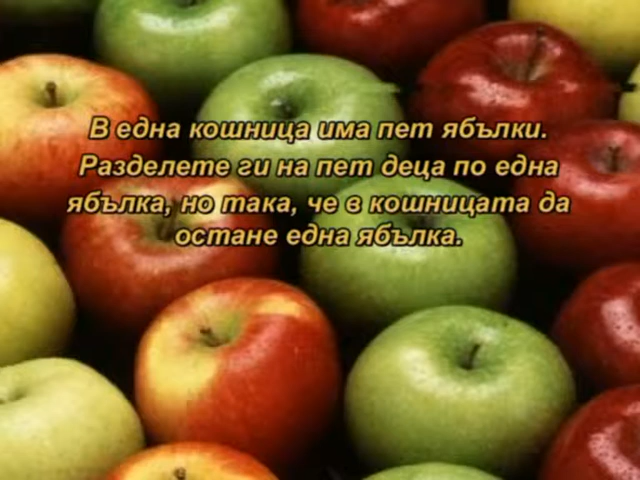 В една кошница има пет ябълки.
Разделете ги на пет деца по една
ябълка, но така, че в кошницата да
остане една ябълка.